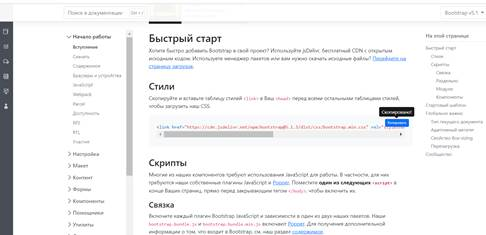 Поиск в документации
Ctrl + /
Bootstrap v5.1
Начало работы
Вступление
Скачать
Содержание
Браузеры и устройства
JavaScript
Webpack
Parcel
Доступность
RFS
RTL
Участие
Настройка
Макет
Контент
Формы
Компоненты
Помощники
Утилиты
Быстрый старт
Хотите быстро добавить Bootstrap в свой проект? Используйте jsDelivr, бесплатный CDN с открытым
исходным кодом. Используете менеджер пакетов или вам нужно скачать исходные файлы? Перейдите на
страницу загрузок.
Стили
Скопируйте и вставьте таблицу стилей <link> в Ваш <head> перед всеми остальными таблицами стилей,
чтобы загрузить наш CSS.
Скопировано!
Копировать
<link href="https://cdn.jsdelivr.net/npm/bootstrap@5.1.3/dist/css/bootstrap.min.css" rel=
Скрипты
Многие из наших компонентов требуют использования JavaScript для работы. В частности, для них
требуются наши собственные плагины JavaScript и Popper. Поместите один из следующих <script> в
конце Ваших страниц, прямо перед закрывающим тегом </body>, чтобы включить их.
Связка
Включите каждый плагин Bootstrap JavaScript и зависимости в один из двух наших пакетов. Наши
bootstrap-bundle.js и bootstrap.bundle.min.js включают Popper. Для получения дополнительной
информации о том, что входит в Bootstrap, см. наш раздел содержимое.
На этой странице
Быстрый старт
Стили
Скрипты
Связка
Раздельно
Модули
Компоненты
Стартовый шаблон
Глобально важно
Тип текущего документа
Адаптивный метатег
Свойство Box-sizing
Перезагрузка
Сообщество